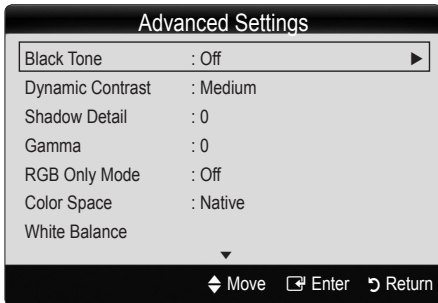 Advanced Settings
Black Tone : Off
Dynamic Contrast : Medium
Shadow Detail : 0
Gamma : 0
RGB Only Mode : Off
Color Space : Native
White Balance
Move Enter Return